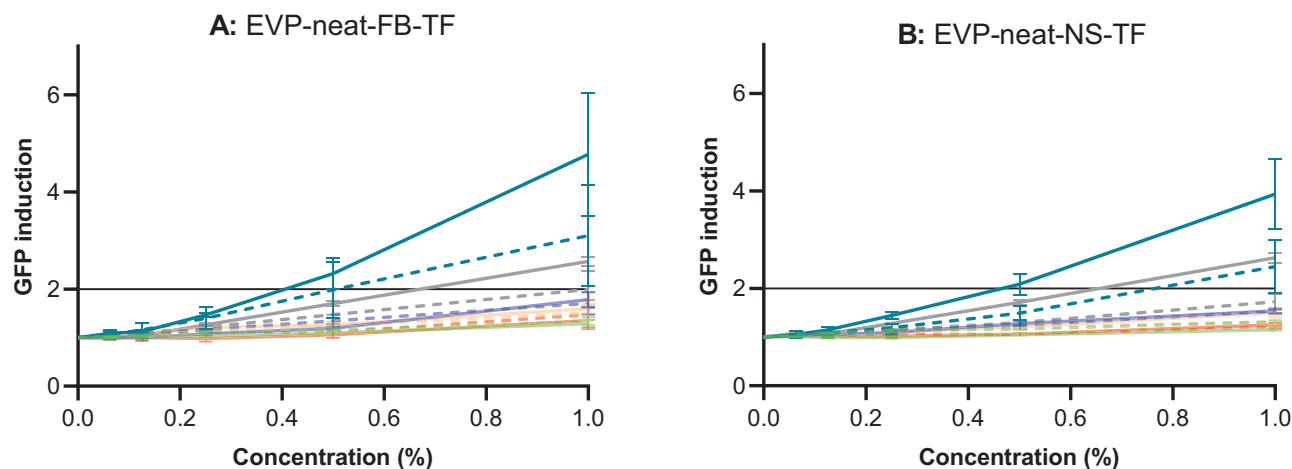 A: EVP-neat-FB-TF
GFP induction
6
4
2
0
0.0 0.2 0.4 0.6 0.8 1.0
Concentration (%)
B: EVP-neat-NS-TF
GFP induction
6
4
2
0
0.0 0.2 0.4 0.6 0.8 1.0
Concentration (%)